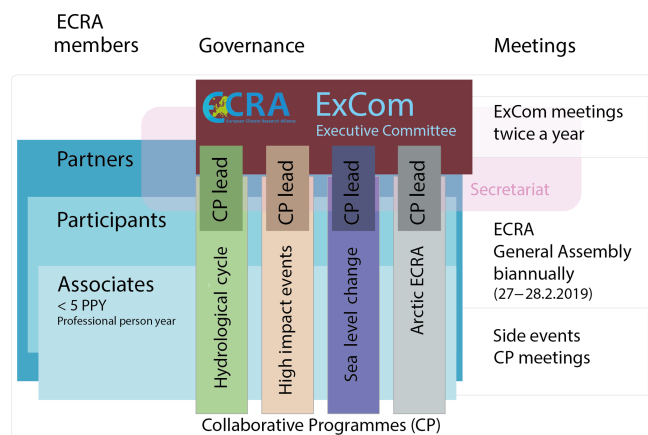 ECRA
members
Governance
Meetings
ECRA
European Climate Research Alliance
ExCom
Executive Committee
ExCom meetings
twice a year
Partners
Secretariat
Participants
Associates
< 5 PPY
Professional person year
CP lead
CP lead
CP lead
CP lead
Hydrological cycle
High impact events
Sea level change
Arctic ECRA
ECRA
General Assembly
biannually
(27–28.2.2019)
Side events
CP meetings
Collaborative Programmes (CP)